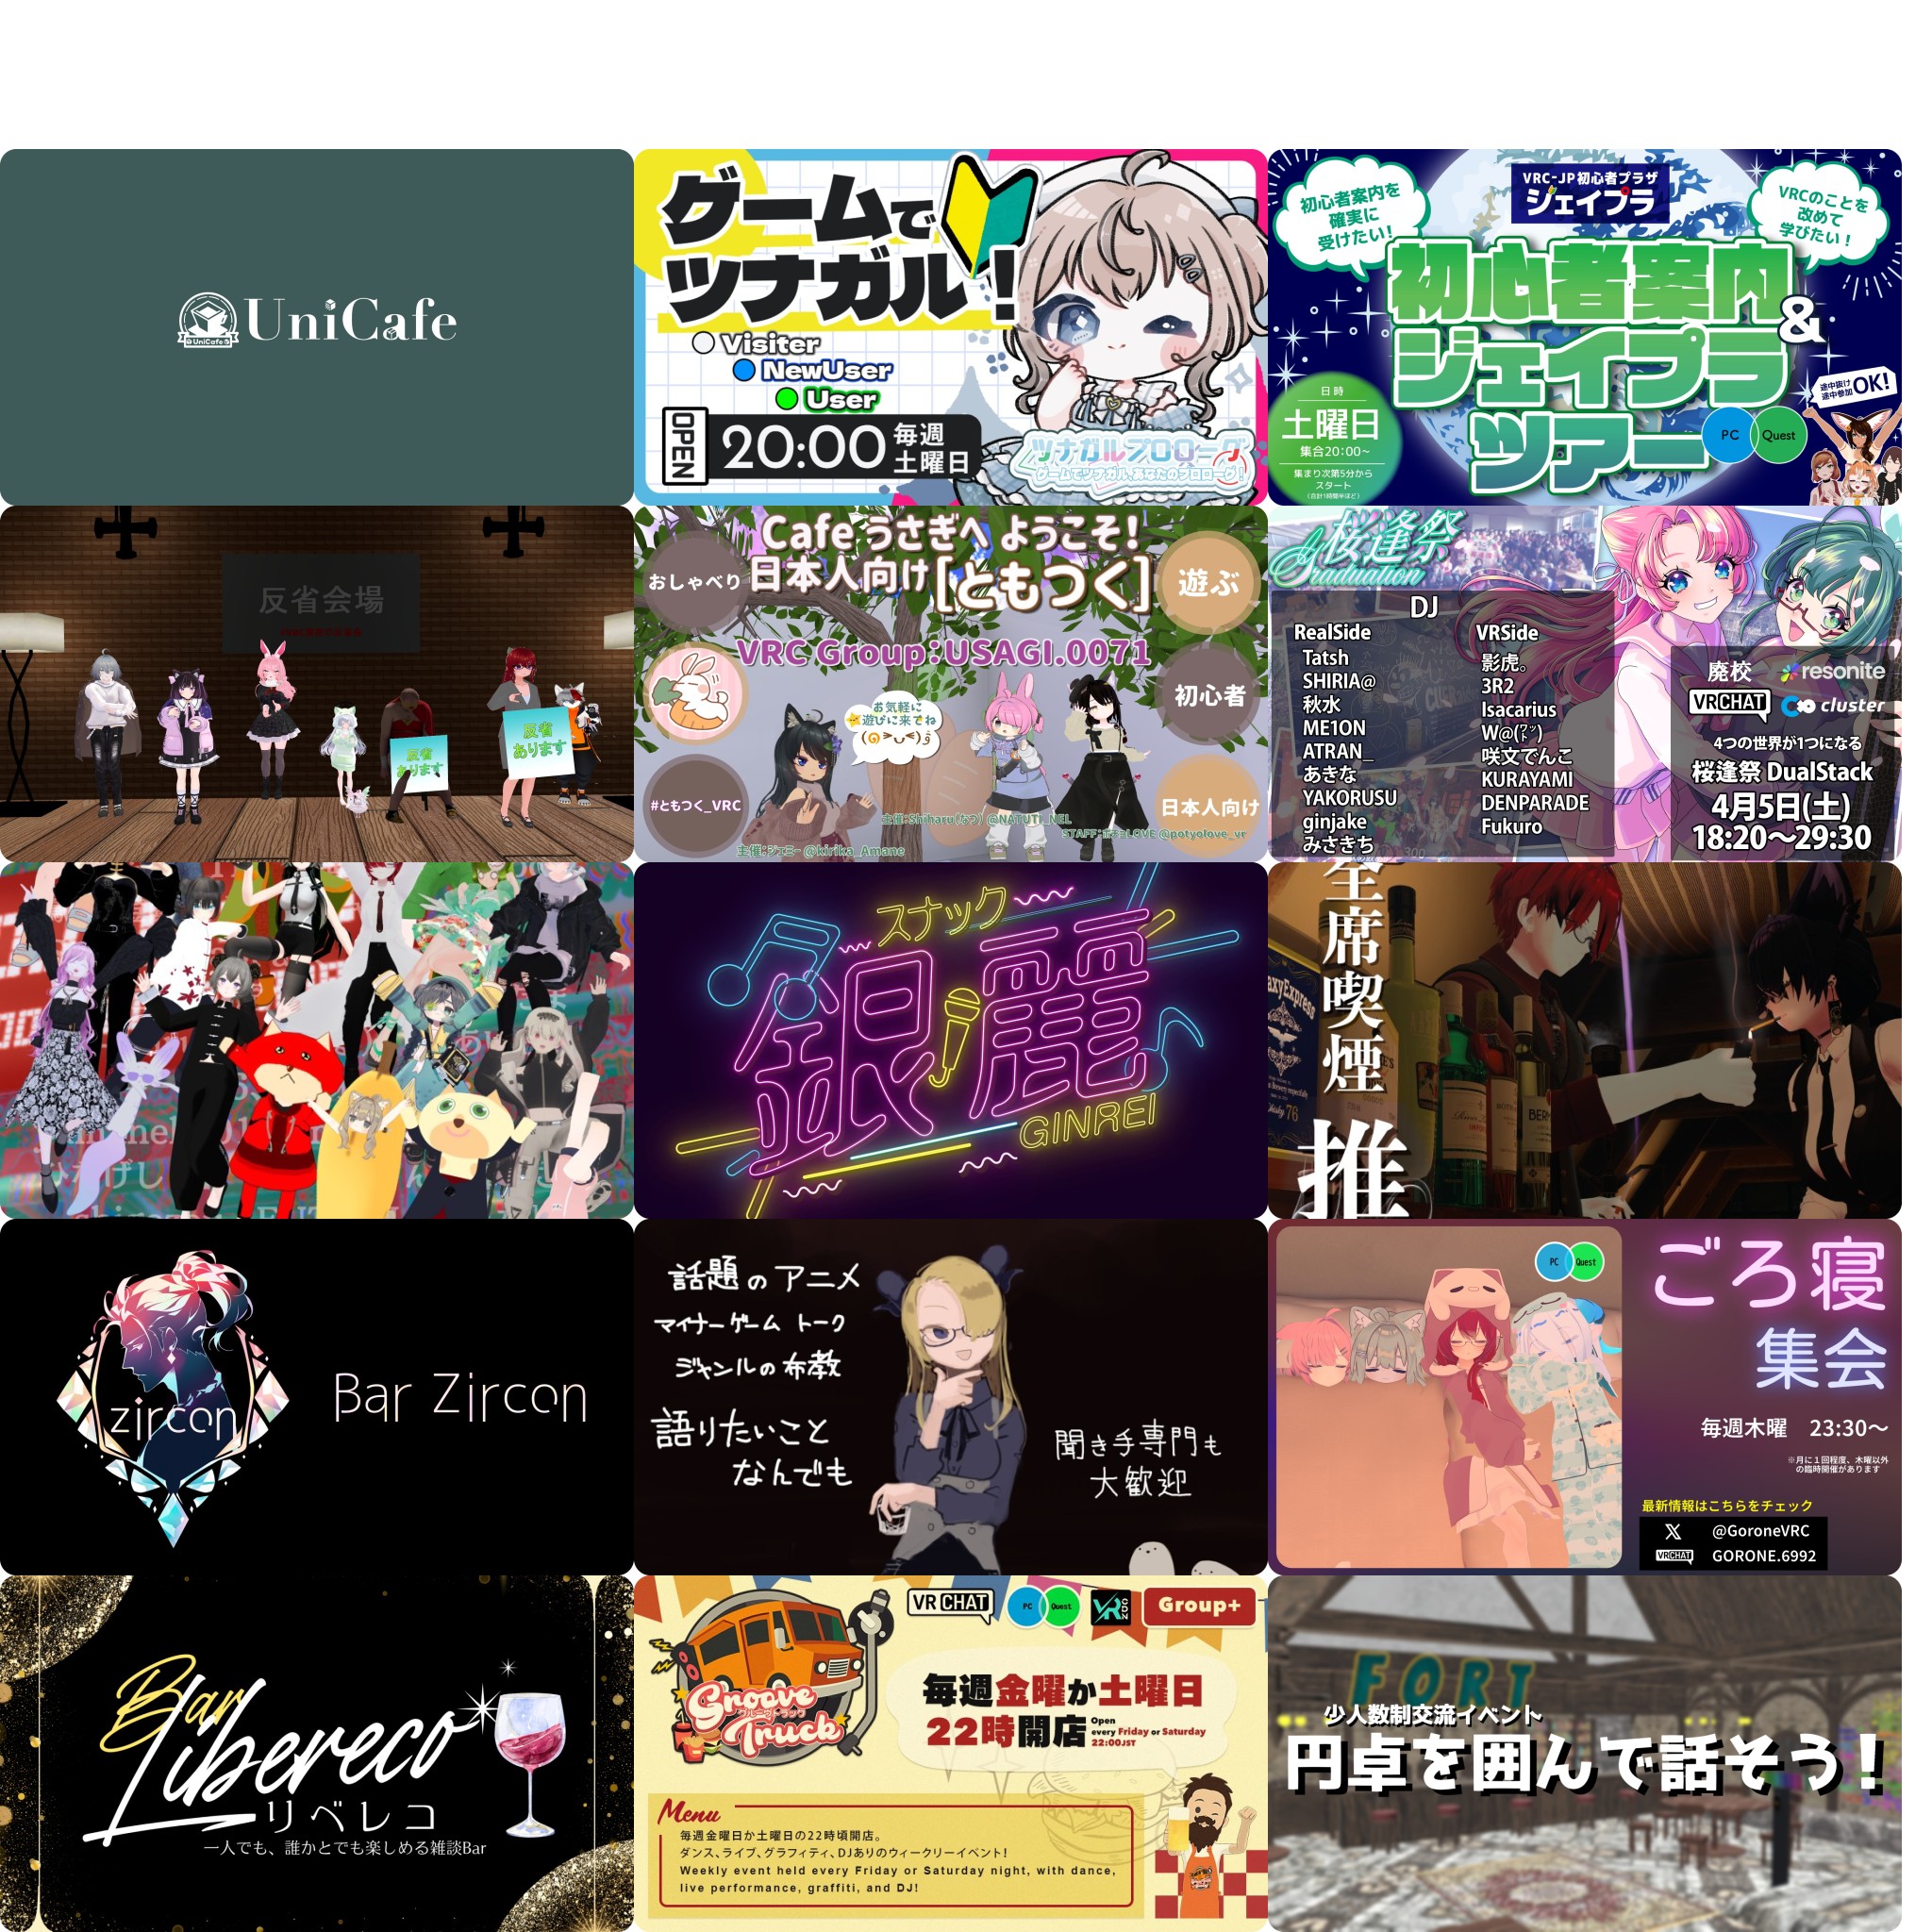 UniCafe
UniCafe
ゲームで
ツナガル!
Visiter
NewUser
User
OPEN
20:00 毎週土曜日
ツナガルプロローグ
ゲームでツナガル、あなたのプロローグ!
VRC-JP初心者プラザ
ジェイプラ
初心者案内を
確実に
受けたい!
VRCのことを
改めて
学びたい!
初心者案内
&
ジェイプラ
ツアー
日時
土曜日
集合20:00~
集まり次第5分から
スタート
(合計1時間半ほど)
PC Quest
途中抜け
途中参加 OK!
反省会場
反省
あります
反省
あります
Cafe うさぎへ ようこそ!
日本人向け[ともつく]
おしゃべり
遊ぶ
VRC Group:USAGI.0071
初心者
お気軽に
遊びに来てね
#ともつく_VRC
日本人向け
主催:Shiharu(なつ) @NATUTI_NEL
STAFF:ポチョLOVE @potyolove_vr
主催:ジェミー @kirika_Amane
桜逢祭
Graduation
DJ
RealSide
Tatsh
SHIRIA@
秋水
ME1ON
ATRAN_
あきな
YAKORUSU
ginjake
みさきち
VRSide
影虎。
3R2
Isacarius
W@(ワッ)
咲文でんこ
KURAYAMI
DENPARADE
Fukuro
廃校 resonite
VRCHAT cluster
4つの世界が1つになる
桜逢祭 DualStack
4月5日(土)
18:20~29:30
スナック
銀麗
GINREI
全席喫煙
推
zircon
Bar Zircon
話題 の アニメ
マイナーゲーム トーク
ジャンルの 布教
語りたいこと
なんでも
聞き手専門も
大歓迎
PC Quest
ごろ寝
集会
毎週木曜 23:30~
※月に1回程度、木曜以外
の臨時開催があります
最新情報はこちらをチェック
X @GoroneVRC
VRCHAT GORONE.6992
Bar
Libereco
リベレコ
一人でも、誰かとでも楽しめる雑談Bar
Groove
グルーヴトラック
Truck
VRCHAT PC Quest Group+
毎週金曜か土曜日
22時開店
Open
every Friday or Saturday
22:00JST
Menu
毎週金曜日か土曜日の22時頃開店。
ダンス、ライブ、グラフィティ、DJありのウィークリーイベント!
Weekly event held every Friday or Saturday night, with dance,
live performance, graffiti, and DJ!
FORT
少人数制交流イベント
円卓を囲んで話そう!